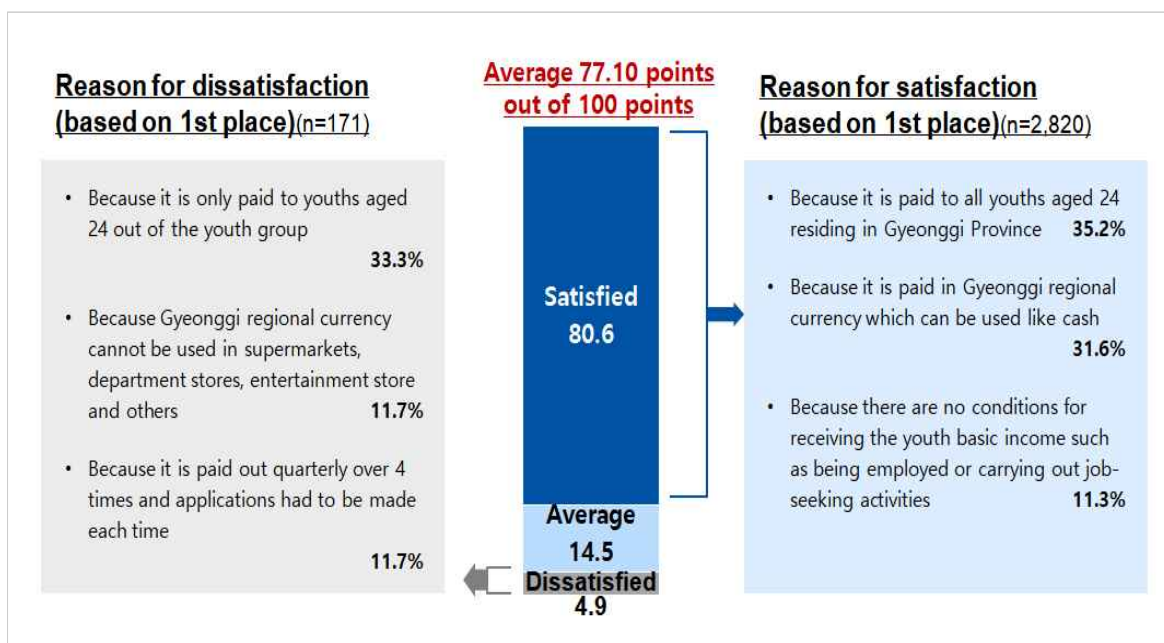 Reason for dissatisfaction
(based on 1st place)(n=171)
• Because it is only paid to youths aged
24 out of the youth group
33.3%
• Because Gyeonggi regional currency
cannot be used in supermarkets,
department stores, entertainment store
and others 11.7%
• Because it is paid out quarterly over 4
times and applications had to be made
each time
11.7%
Average 77.10 points
out of 100 points
Satisfied
80.6
Average
14.5
Dissatisfied
4.9
Reason for satisfaction
(based on 1st place)(n=2,820)
• Because it is paid to all youths aged 24
residing in Gyeonggi Province 35.2%
• Because it is paid in Gyeonggi regional
currency which can be used like cash
31.6%
• Because there are no conditions for
receiving the youth basic income such
as being employed or carrying out job-
seeking activities 11.3%